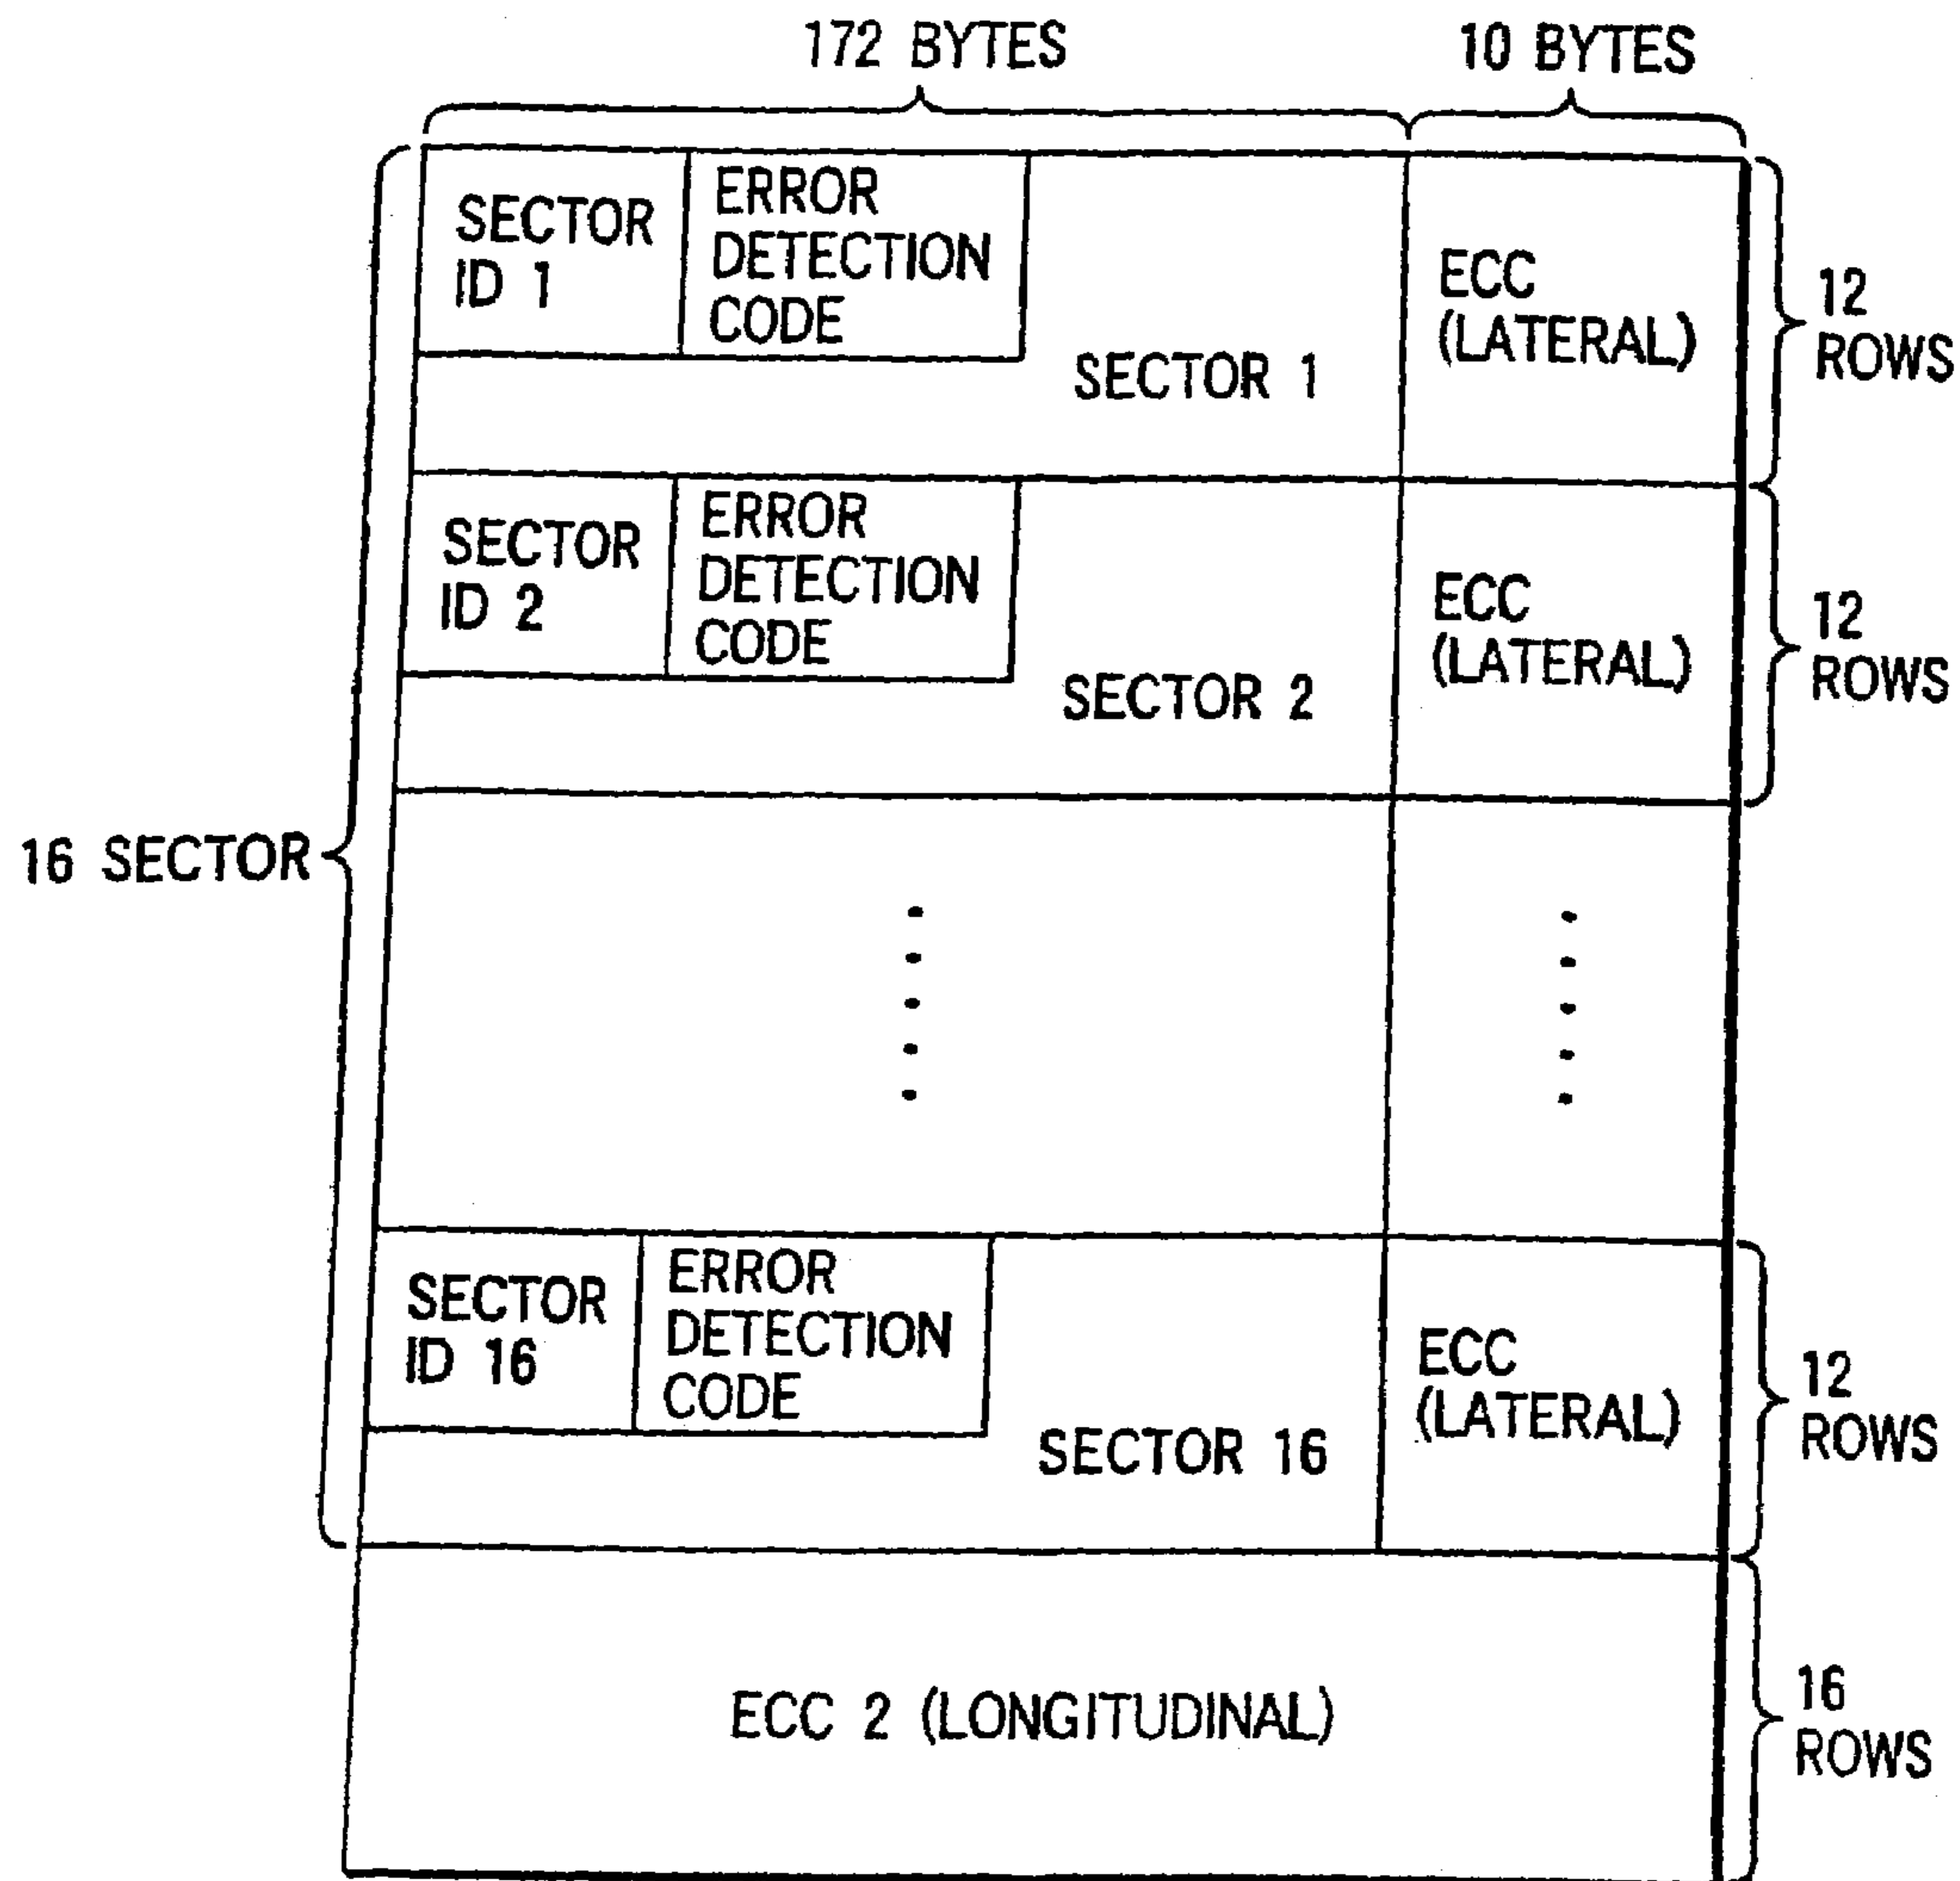 172 BYTES
10 BYTES
SECTOR
ID 1
ERROR
DETECTION
CODE
SECTOR 1
ECC
(LATERAL)
12
ROWS
SECTOR
ID 2
ERROR
DETECTION
CODE
SECTOR 2
ECC
(LATERAL)
12
ROWS
16 SECTOR
SECTOR
ID 16
ERROR
DETECTION
CODE
SECTOR 16
ECC
(LATERAL)
12
ROWS
ECC 2 (LONGITUDINAL)
16
ROWS